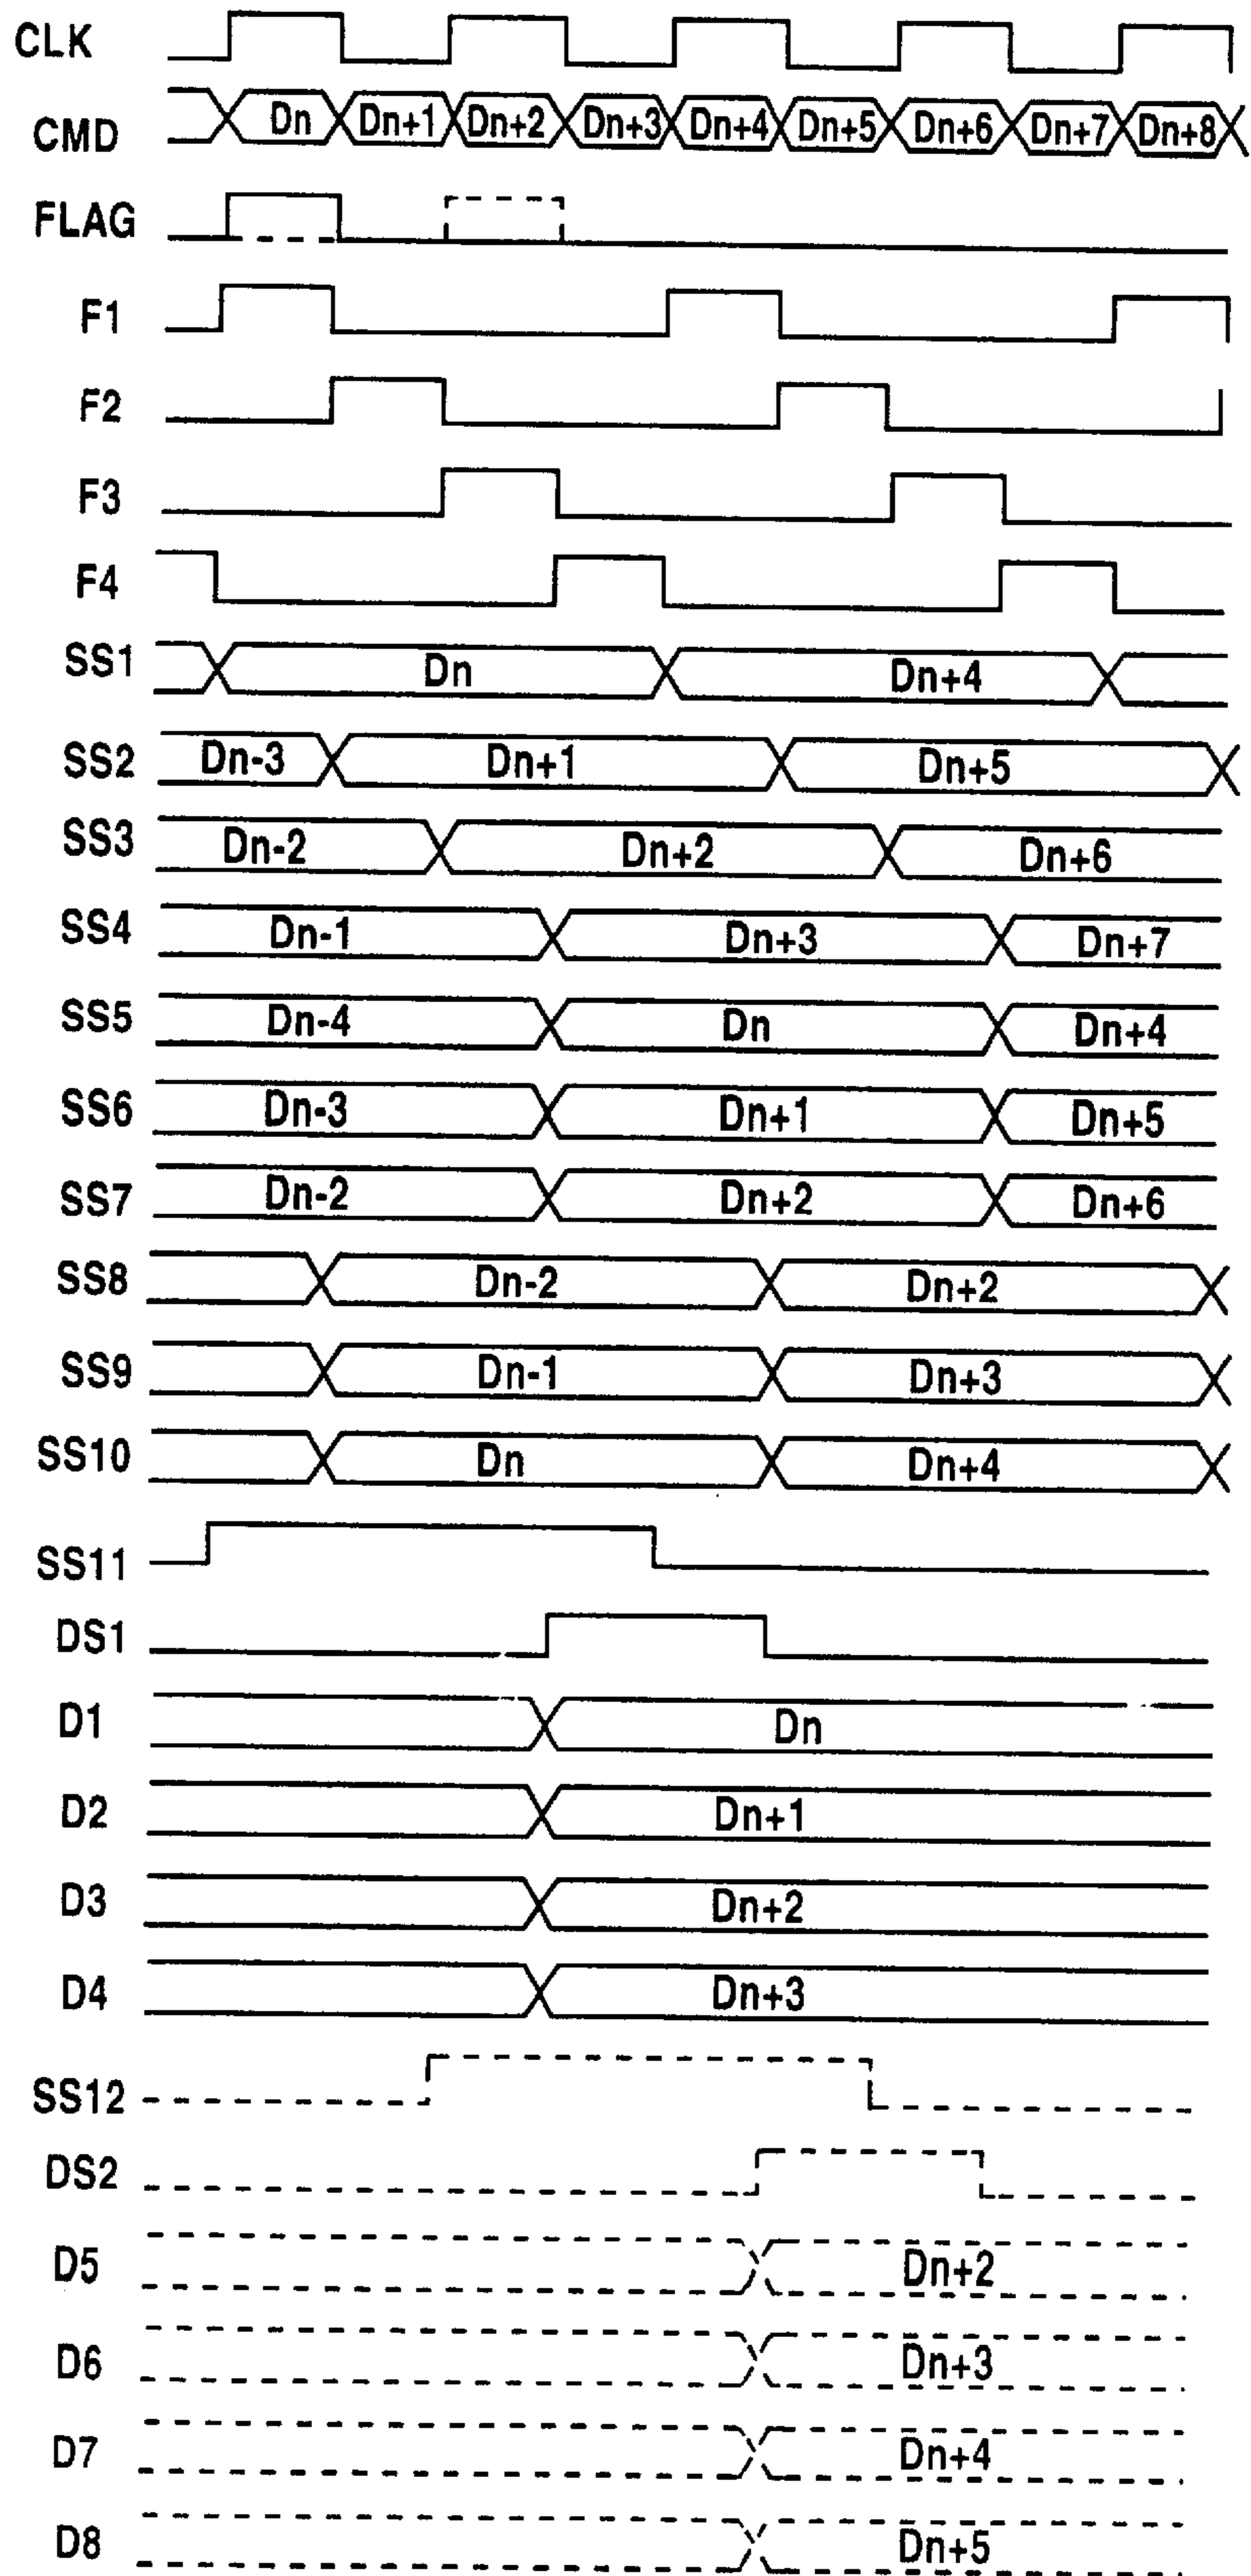 CLK
CMD Dn Dn+1 Dn+2 Dn+3 Dn+4 Dn+5 Dn+6 Dn+7 Dn+8
FLAG
F1
F2
F3
F4
SS1 Dn Dn+4
SS2 Dn-3 Dn+1 Dn+5
SS3 Dn-2 Dn+2 Dn+6
SS4 Dn-1 Dn+3 Dn+7
SS5 Dn-4 Dn Dn+4
SS6 Dn-3 Dn+1 Dn+5
SS7 Dn-2 Dn+2 Dn+6
SS8 Dn-2 Dn+2
SS9 Dn-1 Dn+3
SS10 Dn Dn+4
SS11
DS1
D1 Dn
D2 Dn+1
D3 Dn+2
D4 Dn+3
SS12
DS2
D5 Dn+2
D6 Dn+3
D7 Dn+4
D8 Dn+5